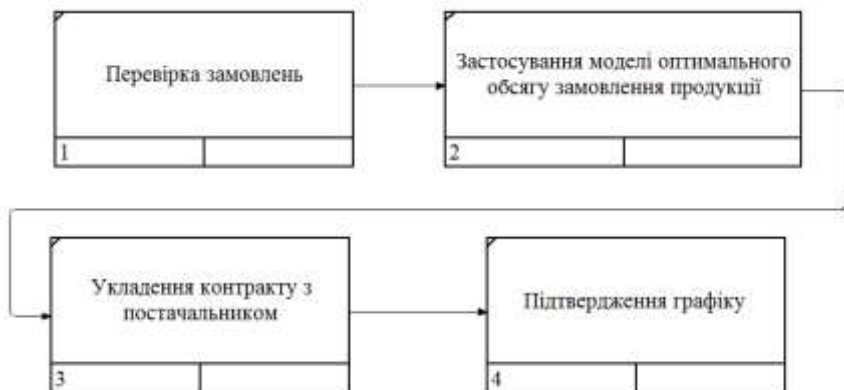 Перевірка замовлень
1
Застосування моделі оптимального
обсягу замовлення продукції
2
Укладення контракту з
постачальником
3
Підтвердження графіку
4